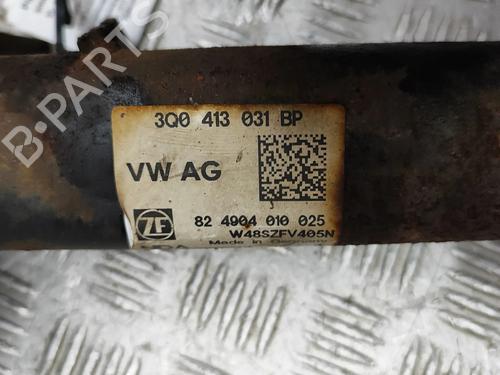 3Q0 413 031 BP
VW AG
ZF
82 4904 010 025
W48SZFV405N
Made in Germany
B-PARTS